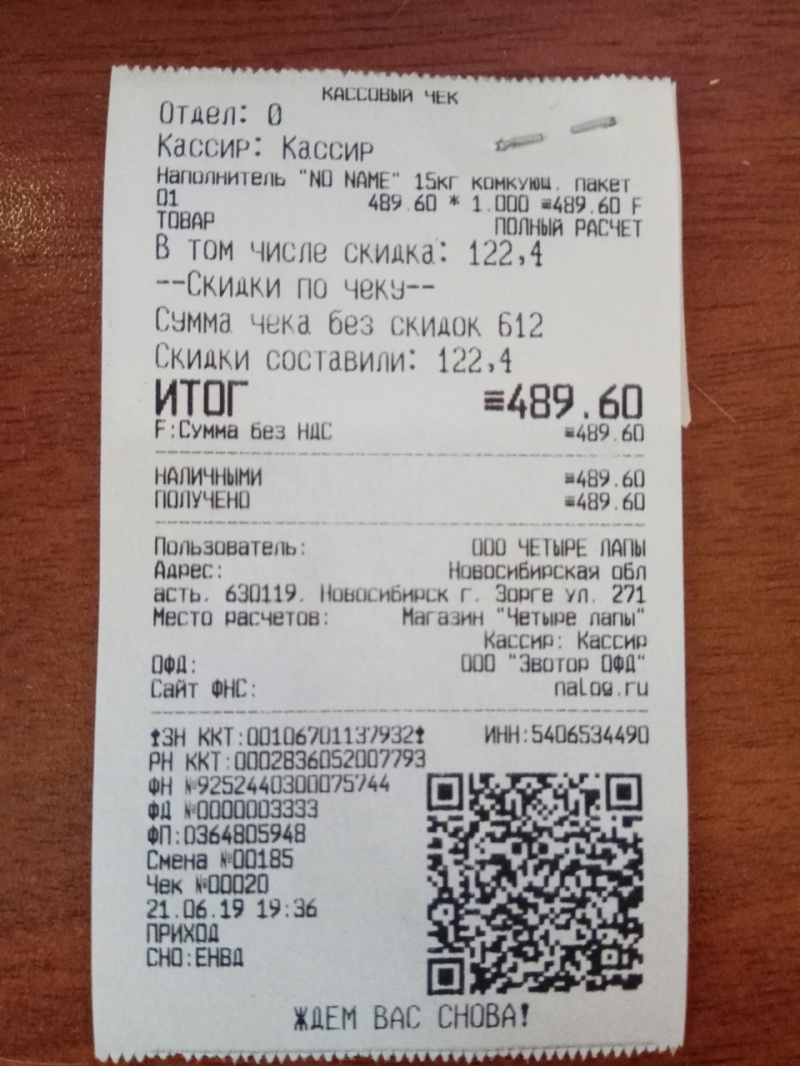 КАССОВЫЙ ЧЕК
Отдел: 0
Кассир: Кассир
Наполнитель "NO NAME" 15кг комкующ. пакет
01 489.60 * 1.000 ≡489.60 F
ТОВАР ПОЛНЫЙ РАСЧЕТ
В том числе скидка: 122,4
--Скидки по чеку--
Сумма чека без скидок 612
Скидки составили: 122,4
ИТОГ ≡489.60
F:Сумма без НДС ≡489.60
НАЛИЧНЫМИ ≡489.60
ПОЛУЧЕНО ≡489.60
Пользователь: ООО ЧЕТЫРЕ ЛАПЫ
Адрес: Новосибирская обл
асть. 630119. Новосибирск г. Зорге ул. 271
Место расчетов: Магазин "Четыре лапы"
Кассир: Кассир
ОФД: ООО "Эвотор ОФД"
Сайт ФНС: nalog.ru
ЗН ККТ:00106701137932 ИНН:5406534490
РН ККТ:0002836052007793
ФН №9252440300075744
ФД №0000003333
ФП:0364805948
Смена №00185
Чек №00020
21.06.19 19:36
ПРИХОД
СНО:ЕНВД
ЖДЕМ ВАС СНОВА!